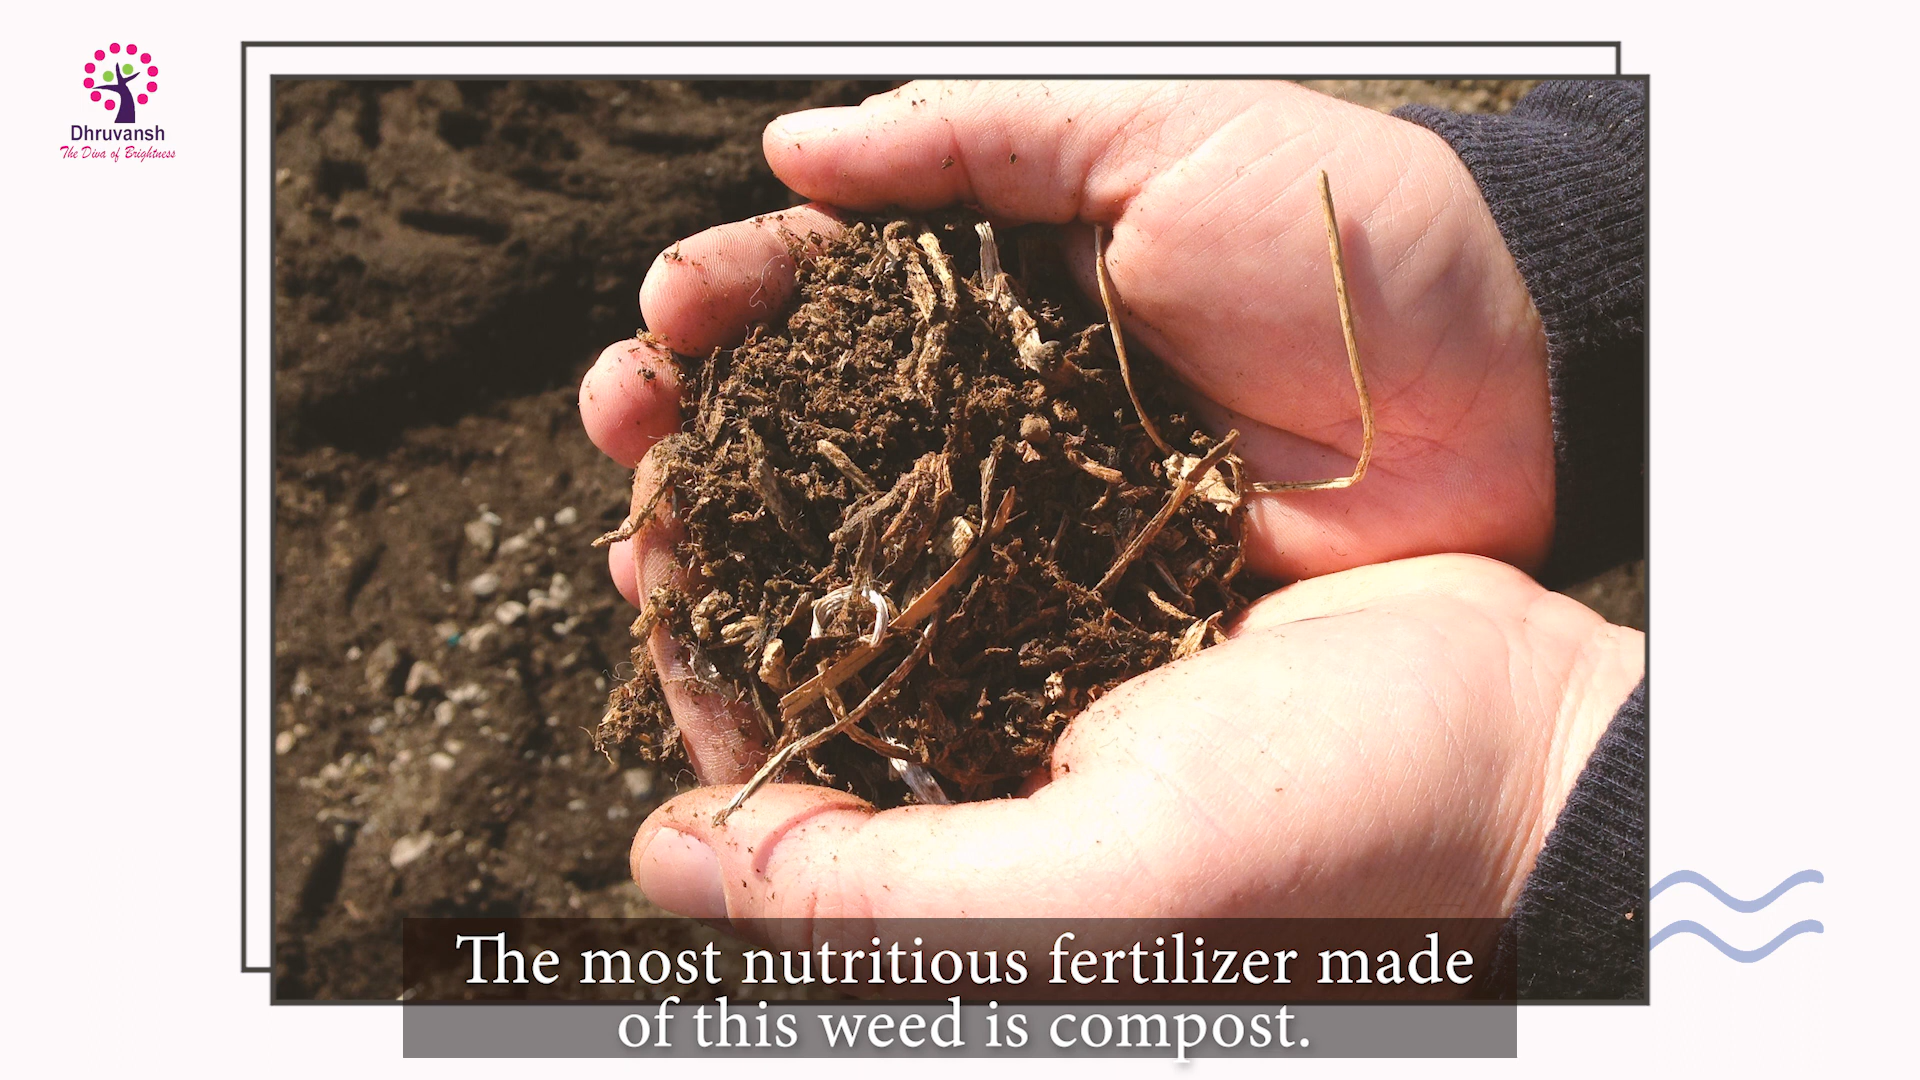 Dhruvansh
The Diva of Brightness
The most nutritious fertilizer made
of this weed is compost.